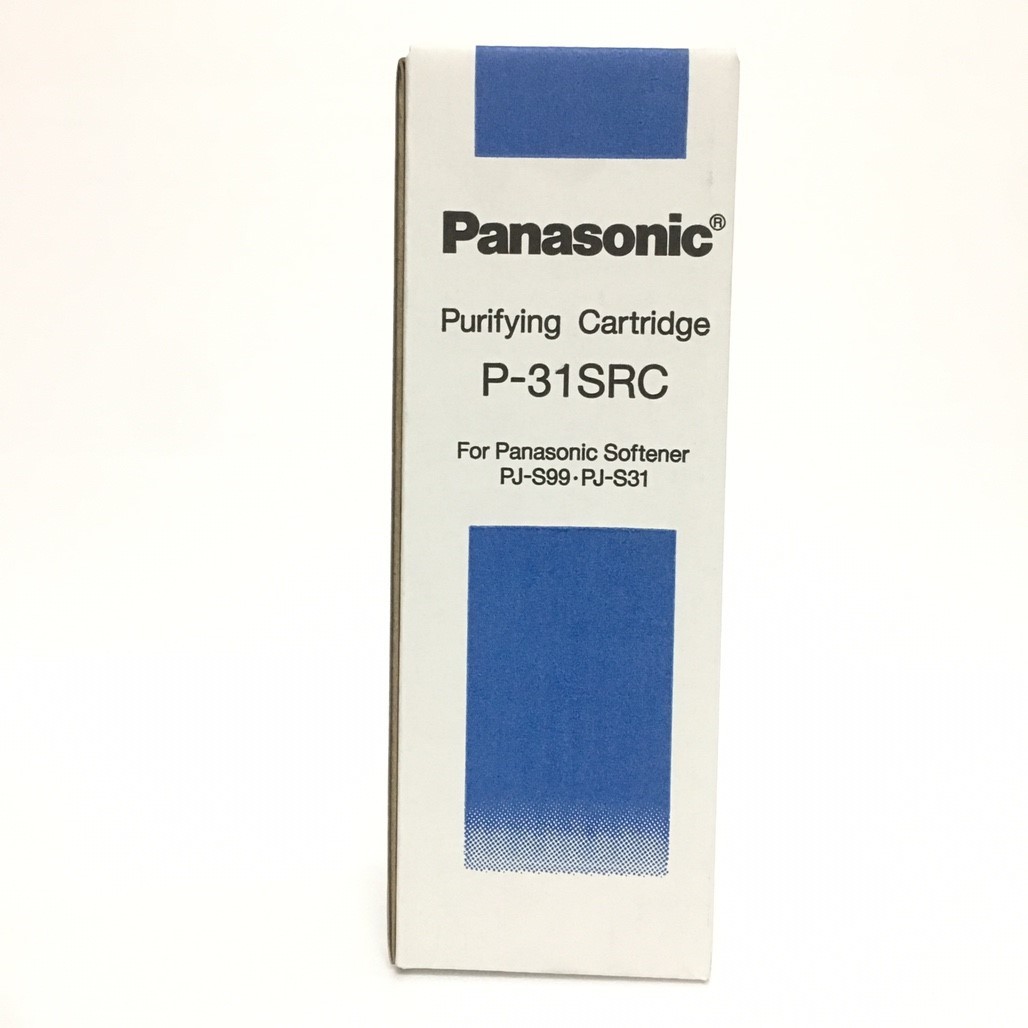 Panasonic®
Purifying Cartridge
P-31SRC
For Panasonic Softener
PJ-S99·PJ-S31